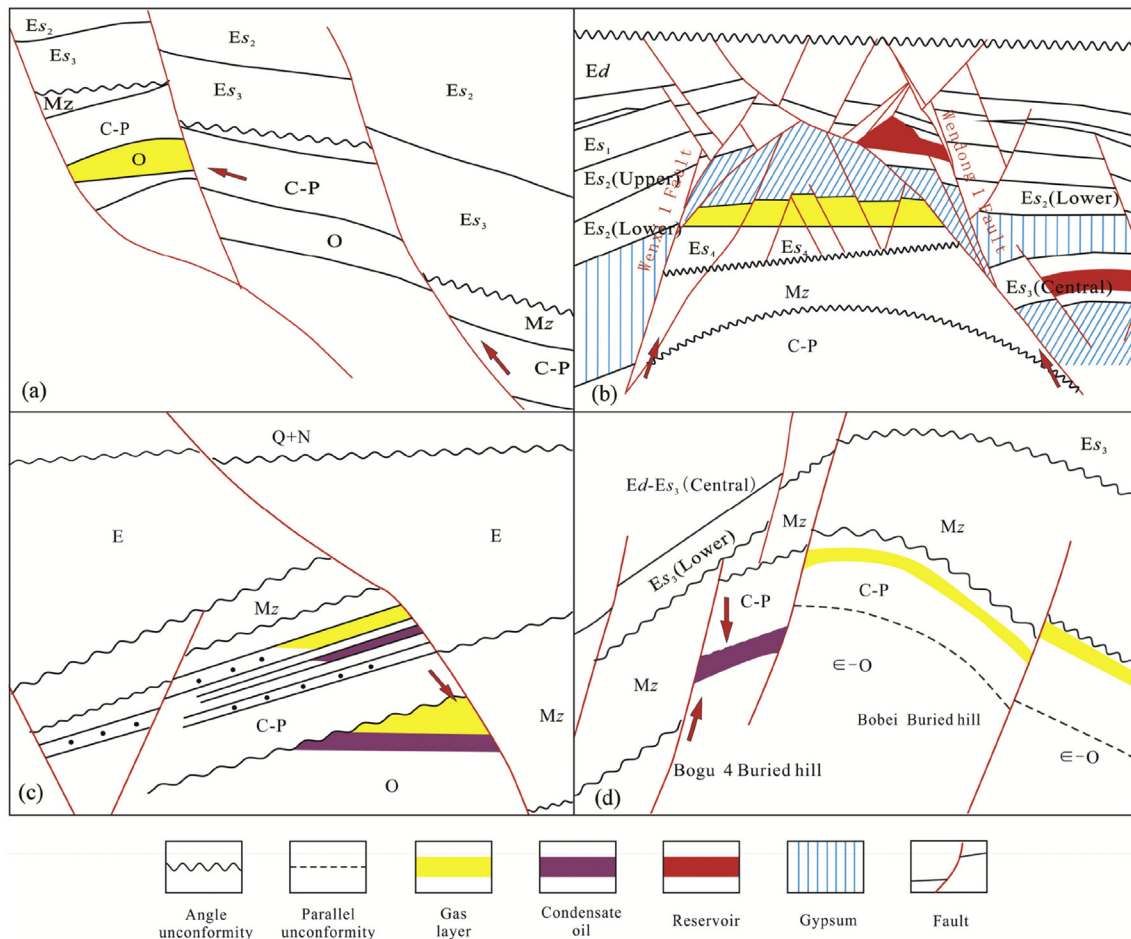 Es₂
Es₃
Mz
C-P
O
Es₂
Es₃
C-P
O
Es₂
Es₃
Mz
C-P
(a)
Ed
Es₁
Es₂(Upper)
Es₂(Lower)
Wenxi 1 Fault
Wendong 1 Fault
Es₂(Lower)
Es₄
Es₄
Es₃(Central)
Mz
C-P
(b)
Q+N
E
E
Mz
C-P
Mz
O
(c)
Es₃
Ed-Es₃(Central)
Mz
Mz
Es₃(Lower)
C-P
C-P
∈-O
Mz
Bobei Buried hill
∈-O
Bogu 4 Buried hill
(d)
Angle
unconformity
Parallel
unconformity
Gas
layer
Condensate
oil
Reservoir
Gypsum
Fault